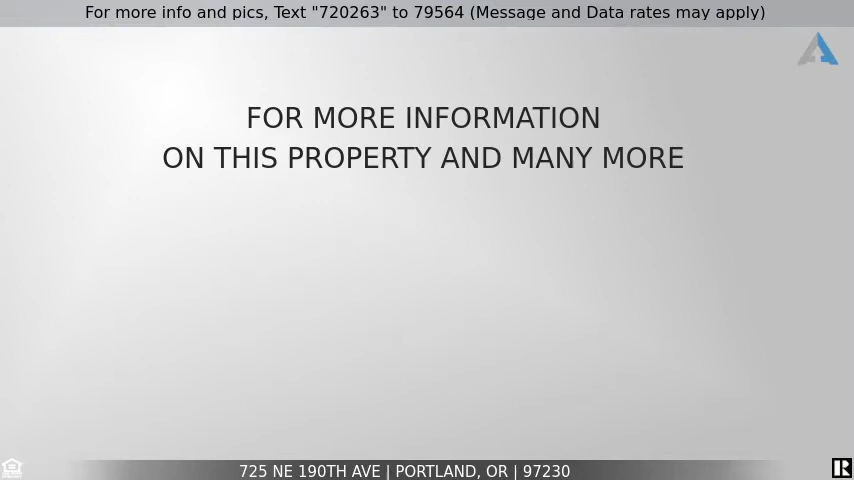 For more info and pics, Text "720263" to 79564 (Message and Data rates may apply)
FOR MORE INFORMATION
ON THIS PROPERTY AND MANY MORE
725 NE 190TH AVE | PORTLAND, OR | 97230